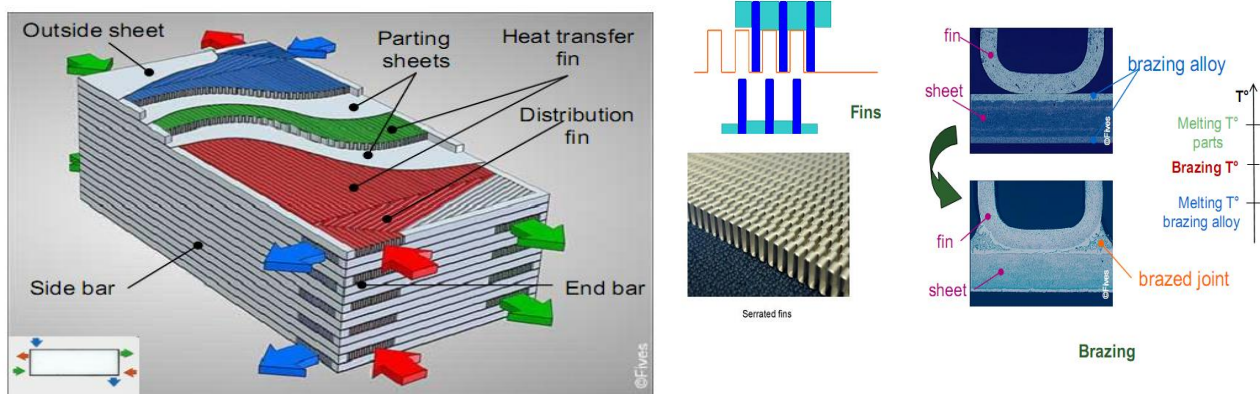 Outside sheet
Parting
sheets
Heat transfer
fin
Distribution
fin
Side bar
End bar
©Fives
Fins
Serrated fins
fin
sheet
brazing alloy
©Fives
fin
sheet
brazed joint
©Fives
T°
Melting T°
parts
Brazing T°
Melting T°
brazing alloy
Brazing